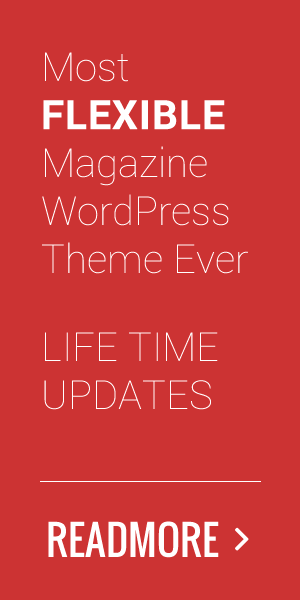 Most
FLEXIBLE
Magazine
WordPress
Theme Ever
LIFE TIME
UPDATES
READMORE >